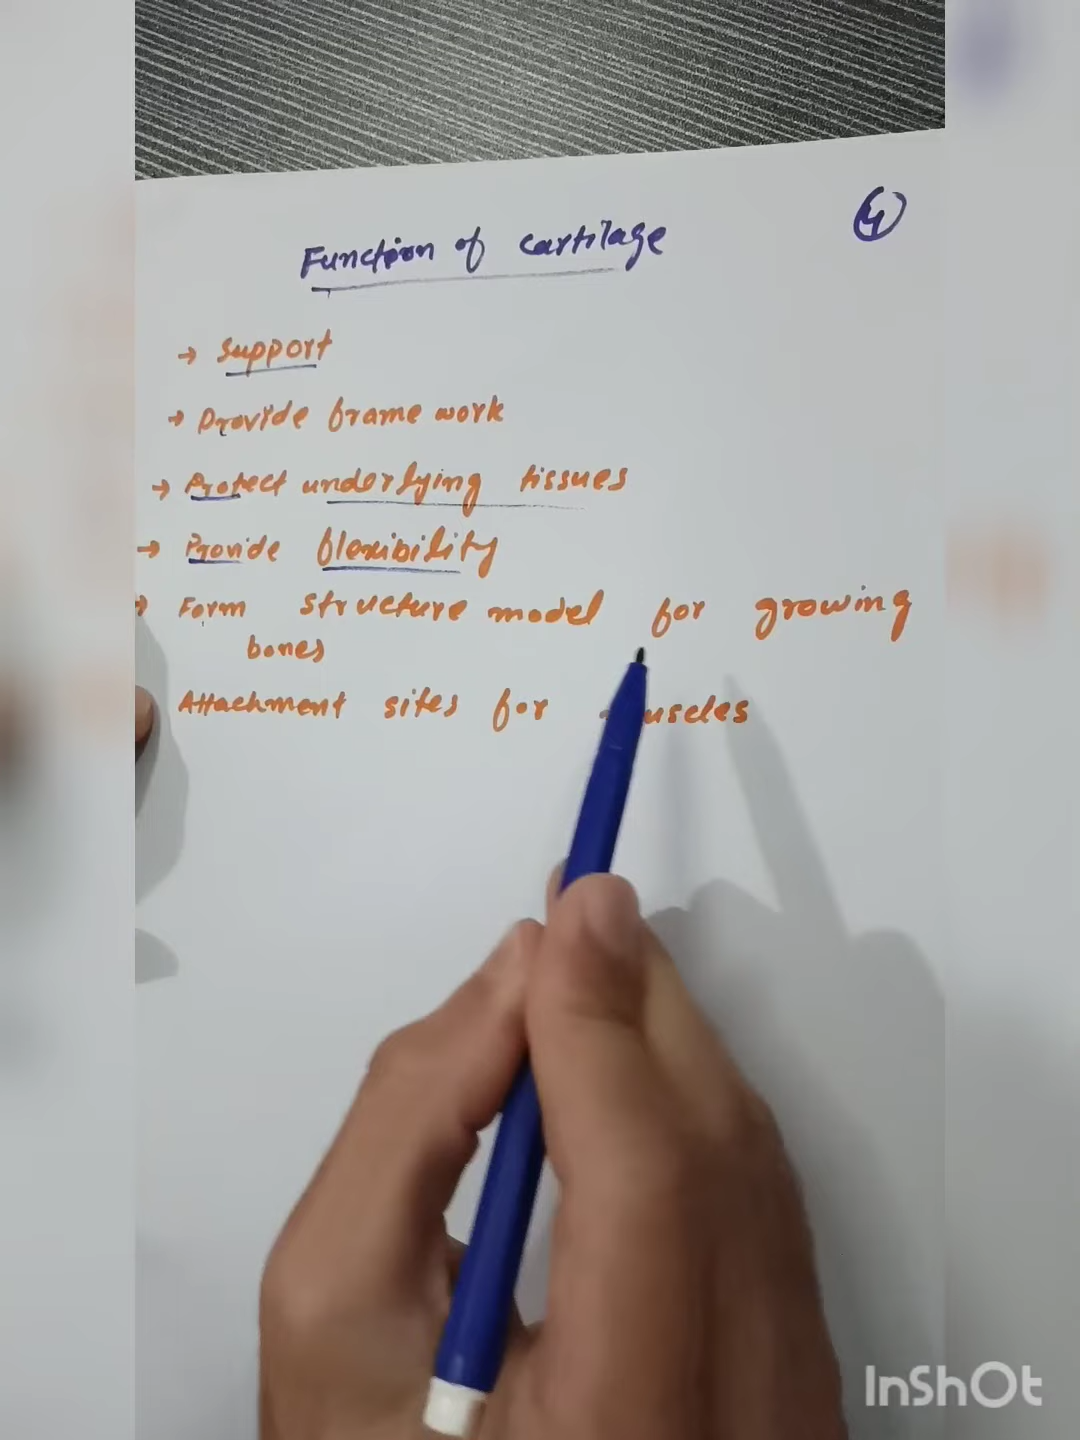 Function of cartilage
4
→ Support
→ Provide frame work
→ Protect underlying tissues
→ Provide flexibility
→ Form structure model for growing
bones
Attachment sites for muscles
InShOt